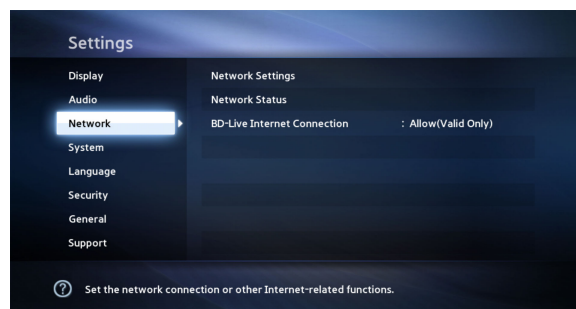 Settings
Display
Network Settings
Audio
Network Status
Network
BD-Live Internet Connection : Allow(Valid Only)
System
Language
Security
General
Support
? Set the network connection or other Internet-related functions.